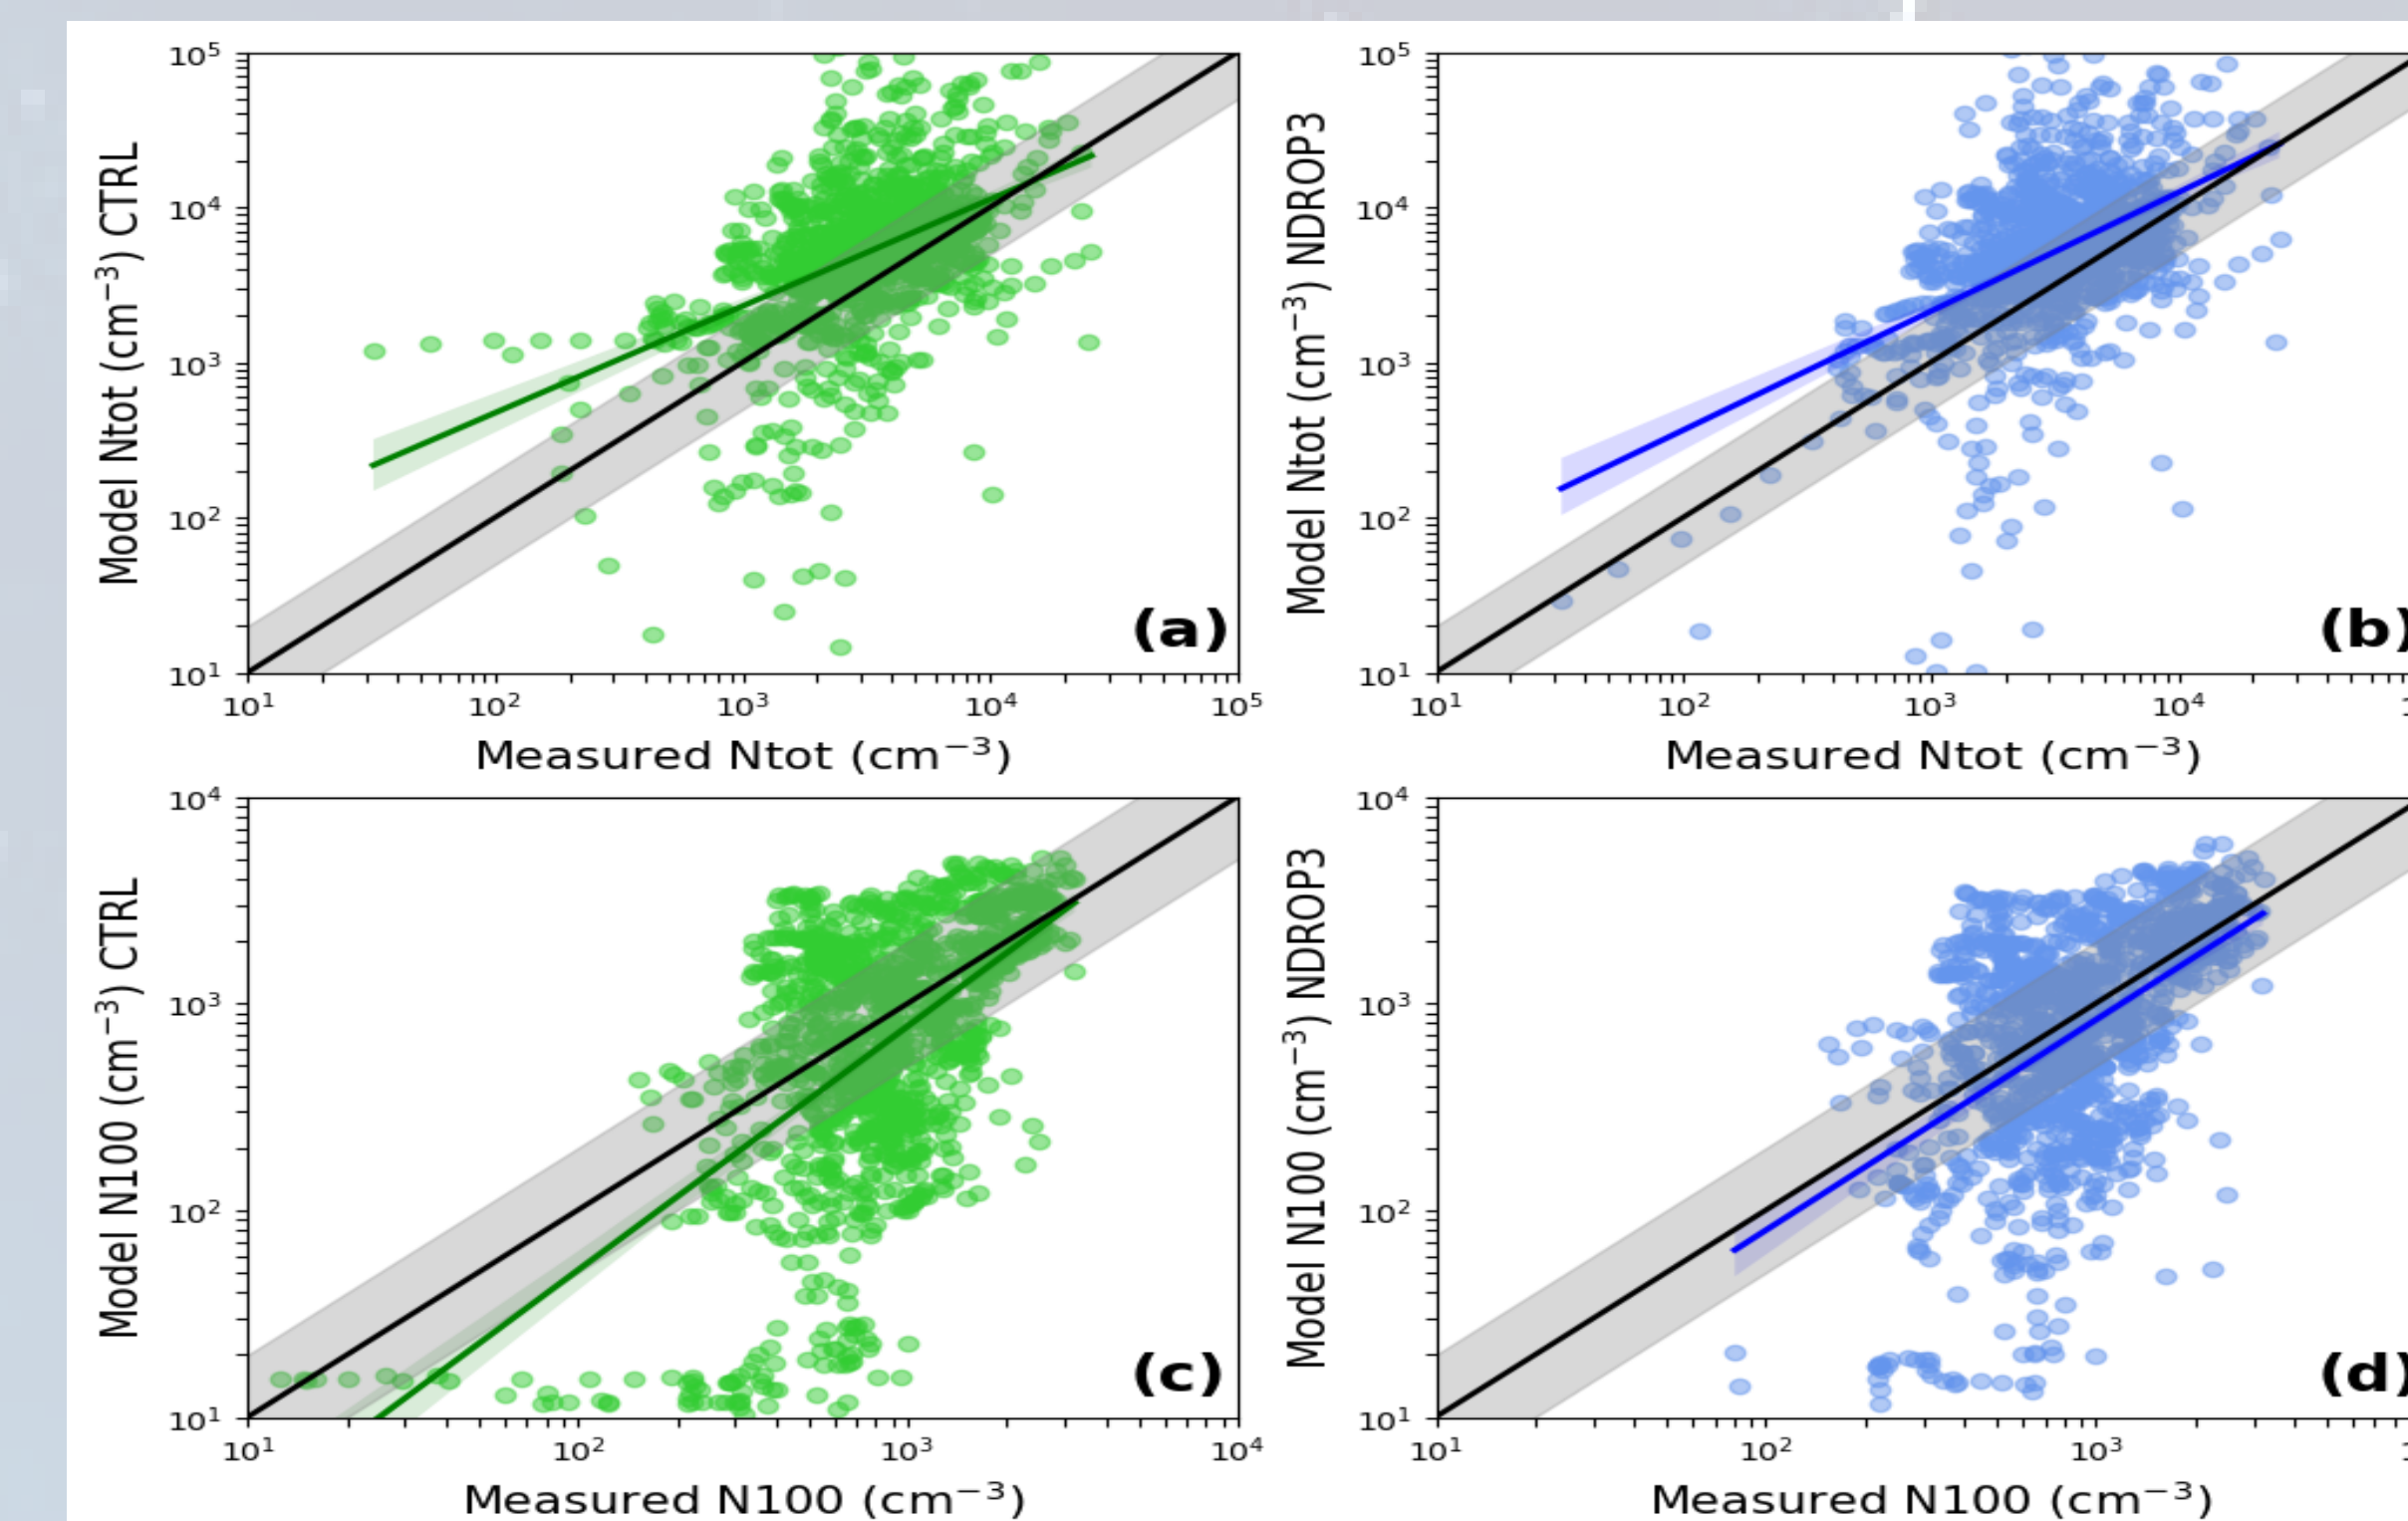 10⁵
10⁴
10³
10²
10¹
Model Ntot (cm⁻³) CTRL
(a)
10¹ 10² 10³ 10⁴ 10⁵
Measured Ntot (cm⁻³)
10⁵
10⁴
10³
10²
10¹
Model Ntot (cm⁻³) NDROP3
(b)
10¹ 10² 10³ 10⁴
Measured Ntot (cm⁻³)
10⁴
10³
10²
10¹
Model N100 (cm⁻³) CTRL
(c)
10¹ 10² 10³ 10⁴
Measured N100 (cm⁻³)
10⁴
10³
10²
10¹
Model N100 (cm⁻³) NDROP3
(d)
10¹ 10² 10³
Measured N100 (cm⁻³)